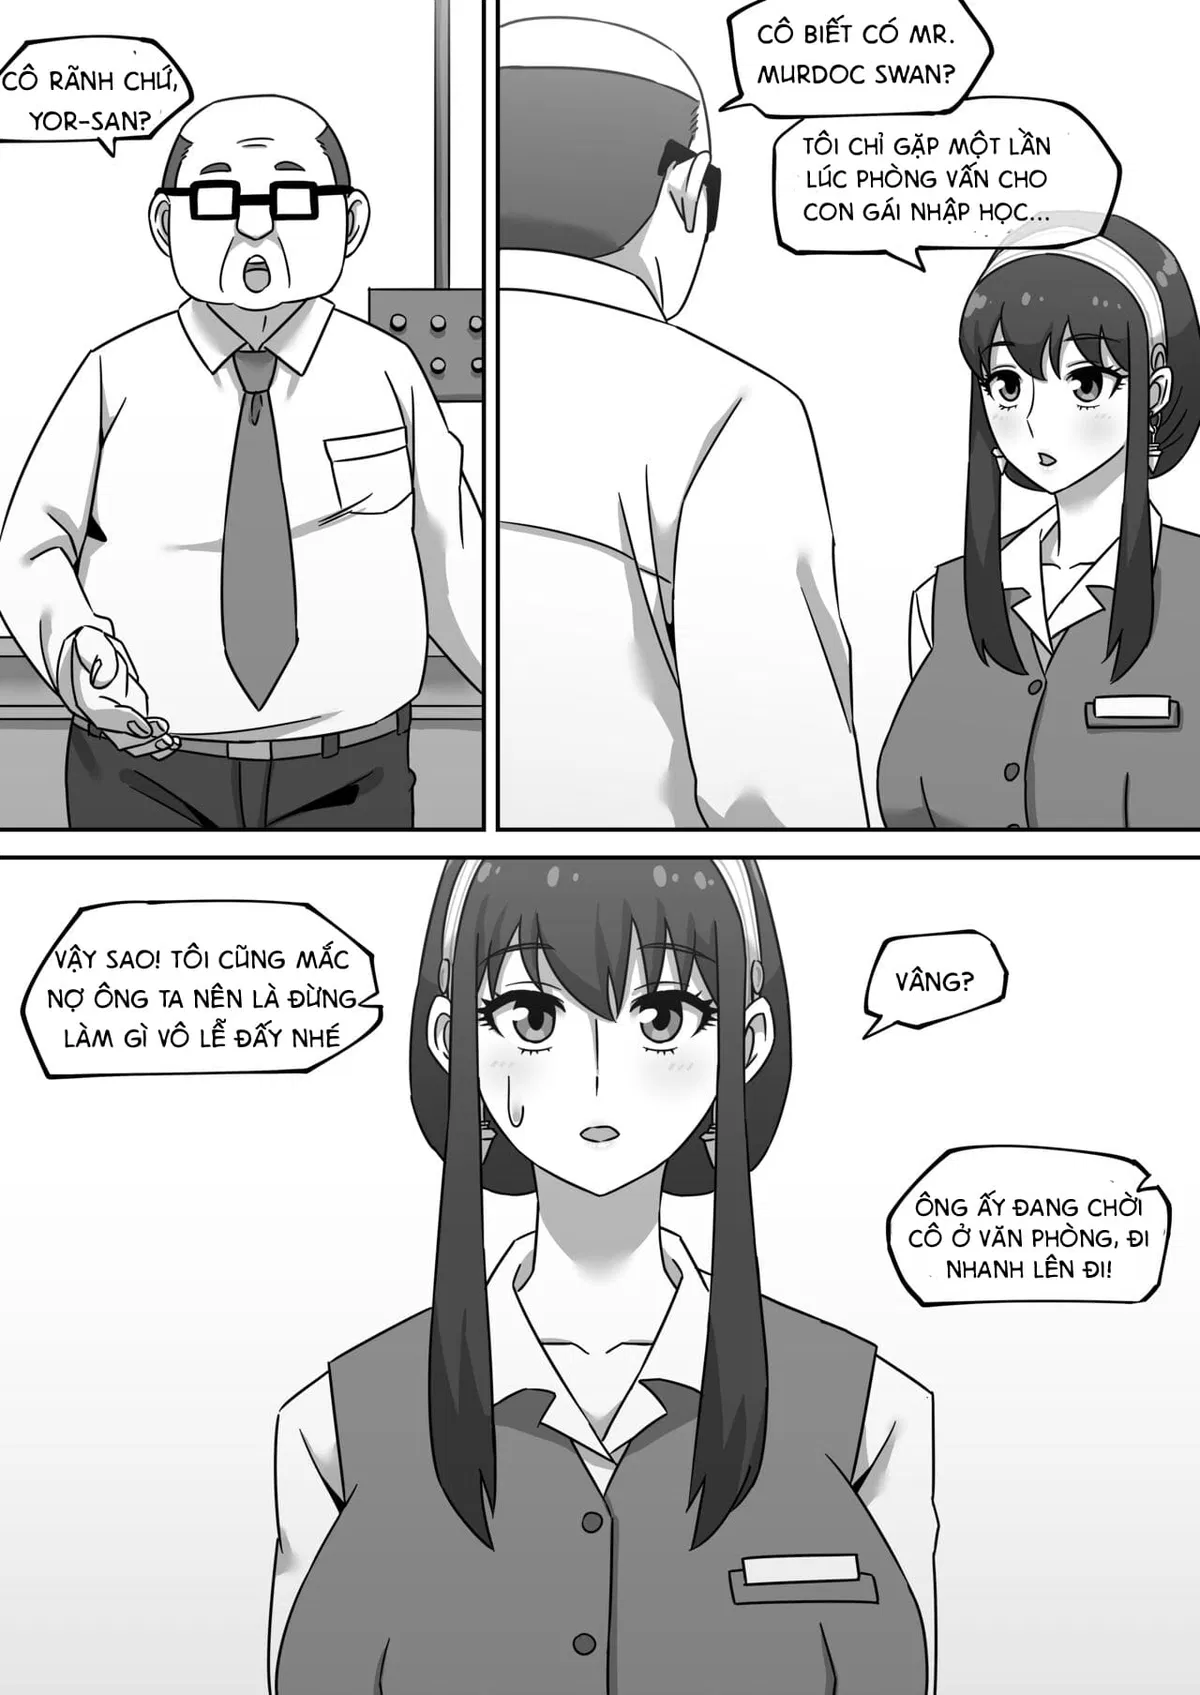 CÔ RÃNH CHỨ,
YOR-SAN?
CÔ BIẾT CÓ MR.
MURDOC SWAN?
TÔI CHỈ GẶP MỘT LẦN
LÚC PHÒNG VẤN CHO
CON GÁI NHẬP HỌC...
VẬY SAO! TÔI CŨNG MẮC
NỢ ÔNG TA NÊN LÀ ĐỪNG
LÀM GÌ VÔ LỄ ĐẤY NHÉ
VÂNG?
ÔNG ẤY ĐANG CHỜI
CÔ Ở VĂN PHÒNG, ĐI
NHANH LÊN ĐI!